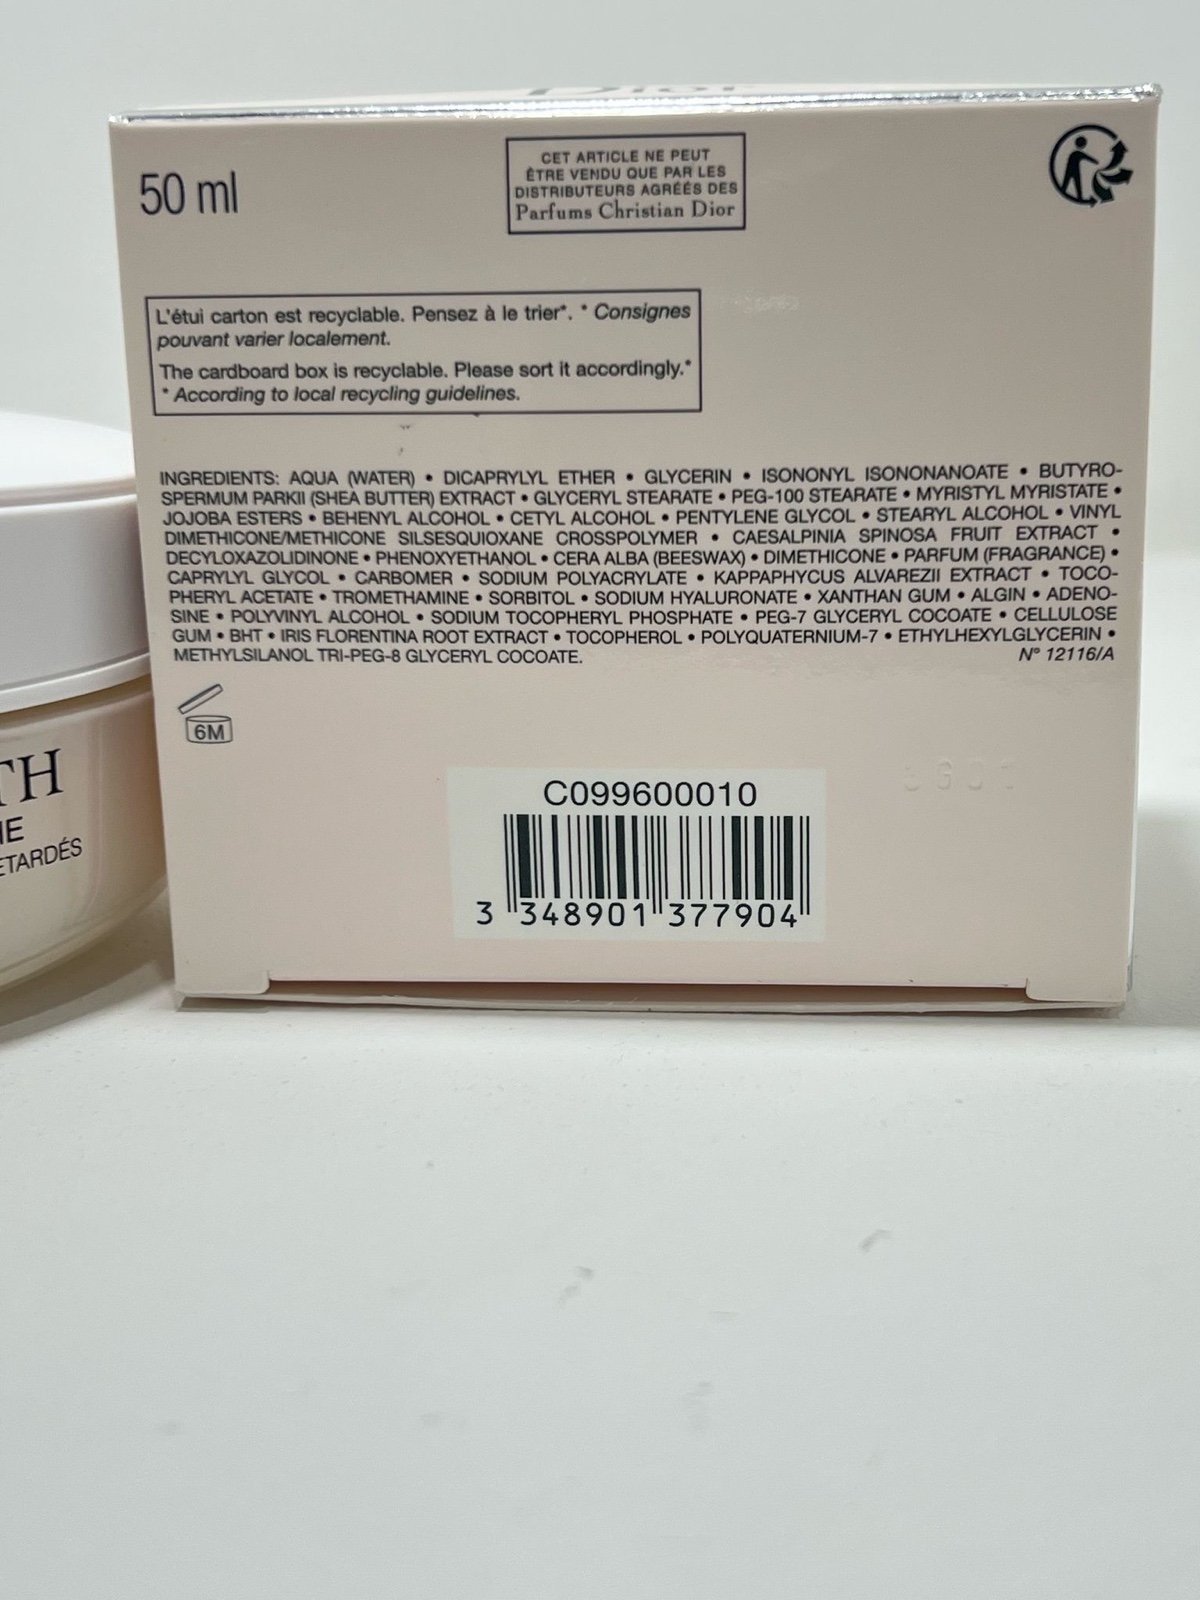 Dior
50 ml
CET ARTICLE NE PEUT
ÊTRE VENDU QUE PAR LES
DISTRIBUTEURS AGRÉÉS DES
Parfums Christian Dior
L'étui carton est recyclable. Pensez à le trier*. * Consignes
pouvant varier localement.
The cardboard box is recyclable. Please sort it accordingly.*
* According to local recycling guidelines.
INGREDIENTS: AQUA (WATER) • DICAPRYLYL ETHER • GLYCERIN • ISONONYL ISONONANOATE • BUTYRO-
SPERMUM PARKII (SHEA BUTTER) EXTRACT • GLYCERYL STEARATE • PEG-100 STEARATE • MYRISTYL MYRISTATE •
JOJOBA ESTERS • BEHENYL ALCOHOL • CETYL ALCOHOL • PENTYLENE GLYCOL • STEARYL ALCOHOL • VINYL
DIMETHICONE/METHICONE SILSESQUIOXANE CROSSPOLYMER • CAESALPINIA SPINOSA FRUIT EXTRACT •
DECYLOXAZOLIDINONE • PHENOXYETHANOL • CERA ALBA (BEESWAX) • DIMETHICONE • PARFUM (FRAGRANCE) •
CAPRYLYL GLYCOL • CARBOMER • SODIUM POLYACRYLATE • KAPPAPHYCUS ALVAREZII EXTRACT • TOCO-
PHERYL ACETATE • TROMETHAMINE • SORBITOL • SODIUM HYALURONATE • XANTHAN GUM • ALGIN • ADENO-
SINE • POLYVINYL ALCOHOL • SODIUM TOCOPHERYL PHOSPHATE • PEG-7 GLYCERYL COCOATE • CELLULOSE
GUM • BHT • IRIS FLORENTINA ROOT EXTRACT • TOCOPHEROL • POLYQUATERNIUM-7 • ETHYLHEXYLGLYCERIN •
METHYLSILANOL TRI-PEG-8 GLYCERYL COCOATE. N° 12116/A
6M
C099600010
3 348901 377904
TH
IE
ETARDÉS